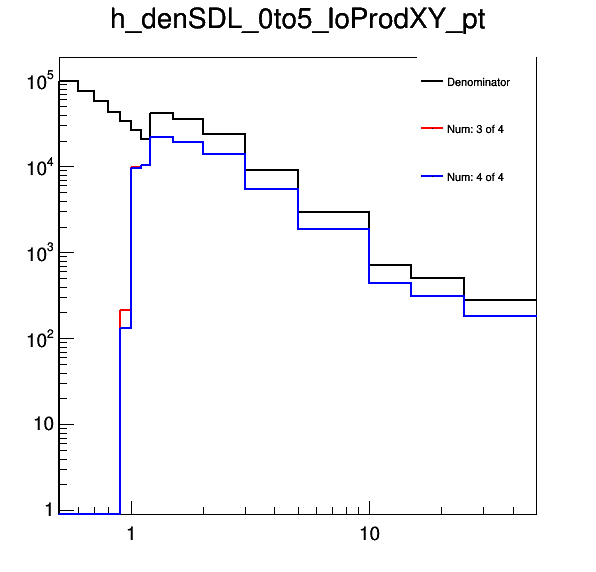 h_denSDL_0to5_loProdXY_pt
Denominator
Num: 3 of 4
Num: 4 of 4
10^5
10^4
10^3
10^2
10
1
1 10